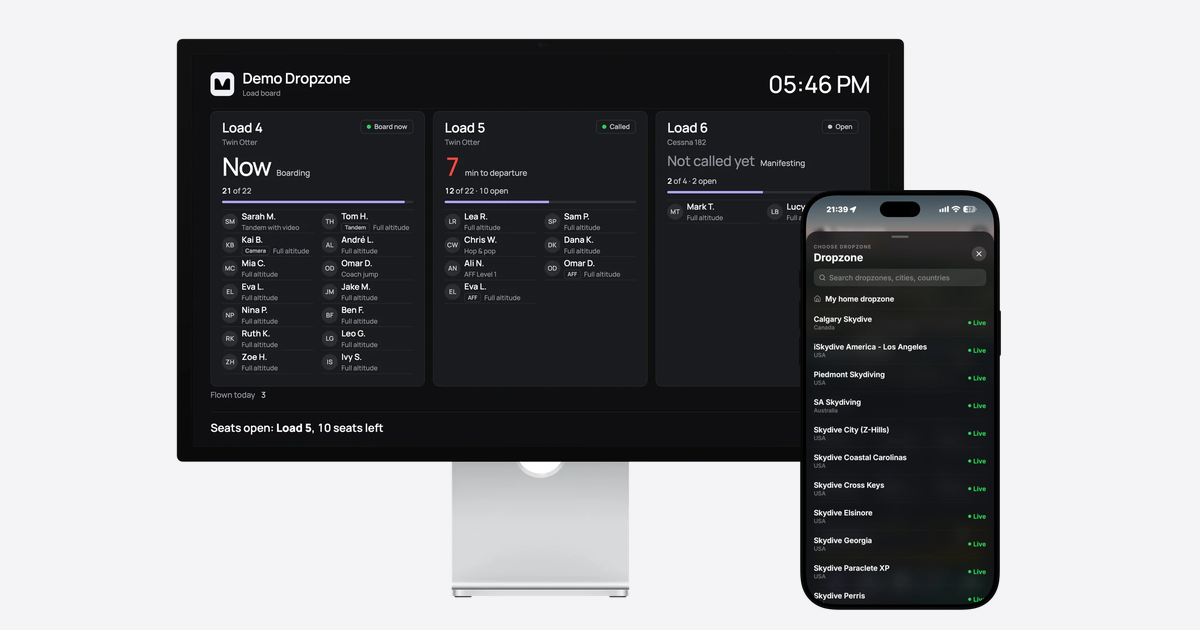 Demo Dropzone
Load board
05:46 PM
Load 4
Board now
Twin Otter
Now Boarding
21 of 22
SM Sarah M.
Tandem with video
TH Tom H.
Tandem Full altitude
KB Kai B.
Camera Full altitude
AL André L.
Full altitude
MC Mia C.
Full altitude
OD Omar D.
Coach jump
EL Eva L.
Full altitude
JM Jake M.
Full altitude
NP Nina P.
Full altitude
BF Ben F.
Full altitude
RK Ruth K.
Full altitude
LG Leo G.
Full altitude
ZH Zoe H.
Full altitude
IS Ivy S.
Full altitude
Load 5
Called
Twin Otter
7 min to departure
12 of 22 · 10 open
LR Lea R.
Full altitude
SP Sam P.
Full altitude
CW Chris W.
Hop & pop
DK Dana K.
Full altitude
AN Ali N.
AFF Level 1
OD Omar D.
AFF Full altitude
EL Eva L.
AFF Full altitude
Load 6
Open
Cessna 182
Not called yet Manifesting
2 of 4 · 2 open
MT Mark T.
Full altitude
LB Lucy
Full a
Flown today 3
Seats open: Load 5, 10 seats left
21:39
CHOOSE DROPZONE
Dropzone
Search dropzones, cities, countries
My home dropzone
Calgary Skydive
Canada
Live
iSkydive America - Los Angeles
USA
Live
Piedmont Skydiving
USA
Live
SA Skydiving
Australia
Live
Skydive City (Z-Hills)
USA
Live
Skydive Coastal Carolinas
USA
Live
Skydive Cross Keys
USA
Live
Skydive Elsinore
USA
Live
Skydive Georgia
USA
Live
Skydive Paraclete XP
USA
Live
Skydive Perris